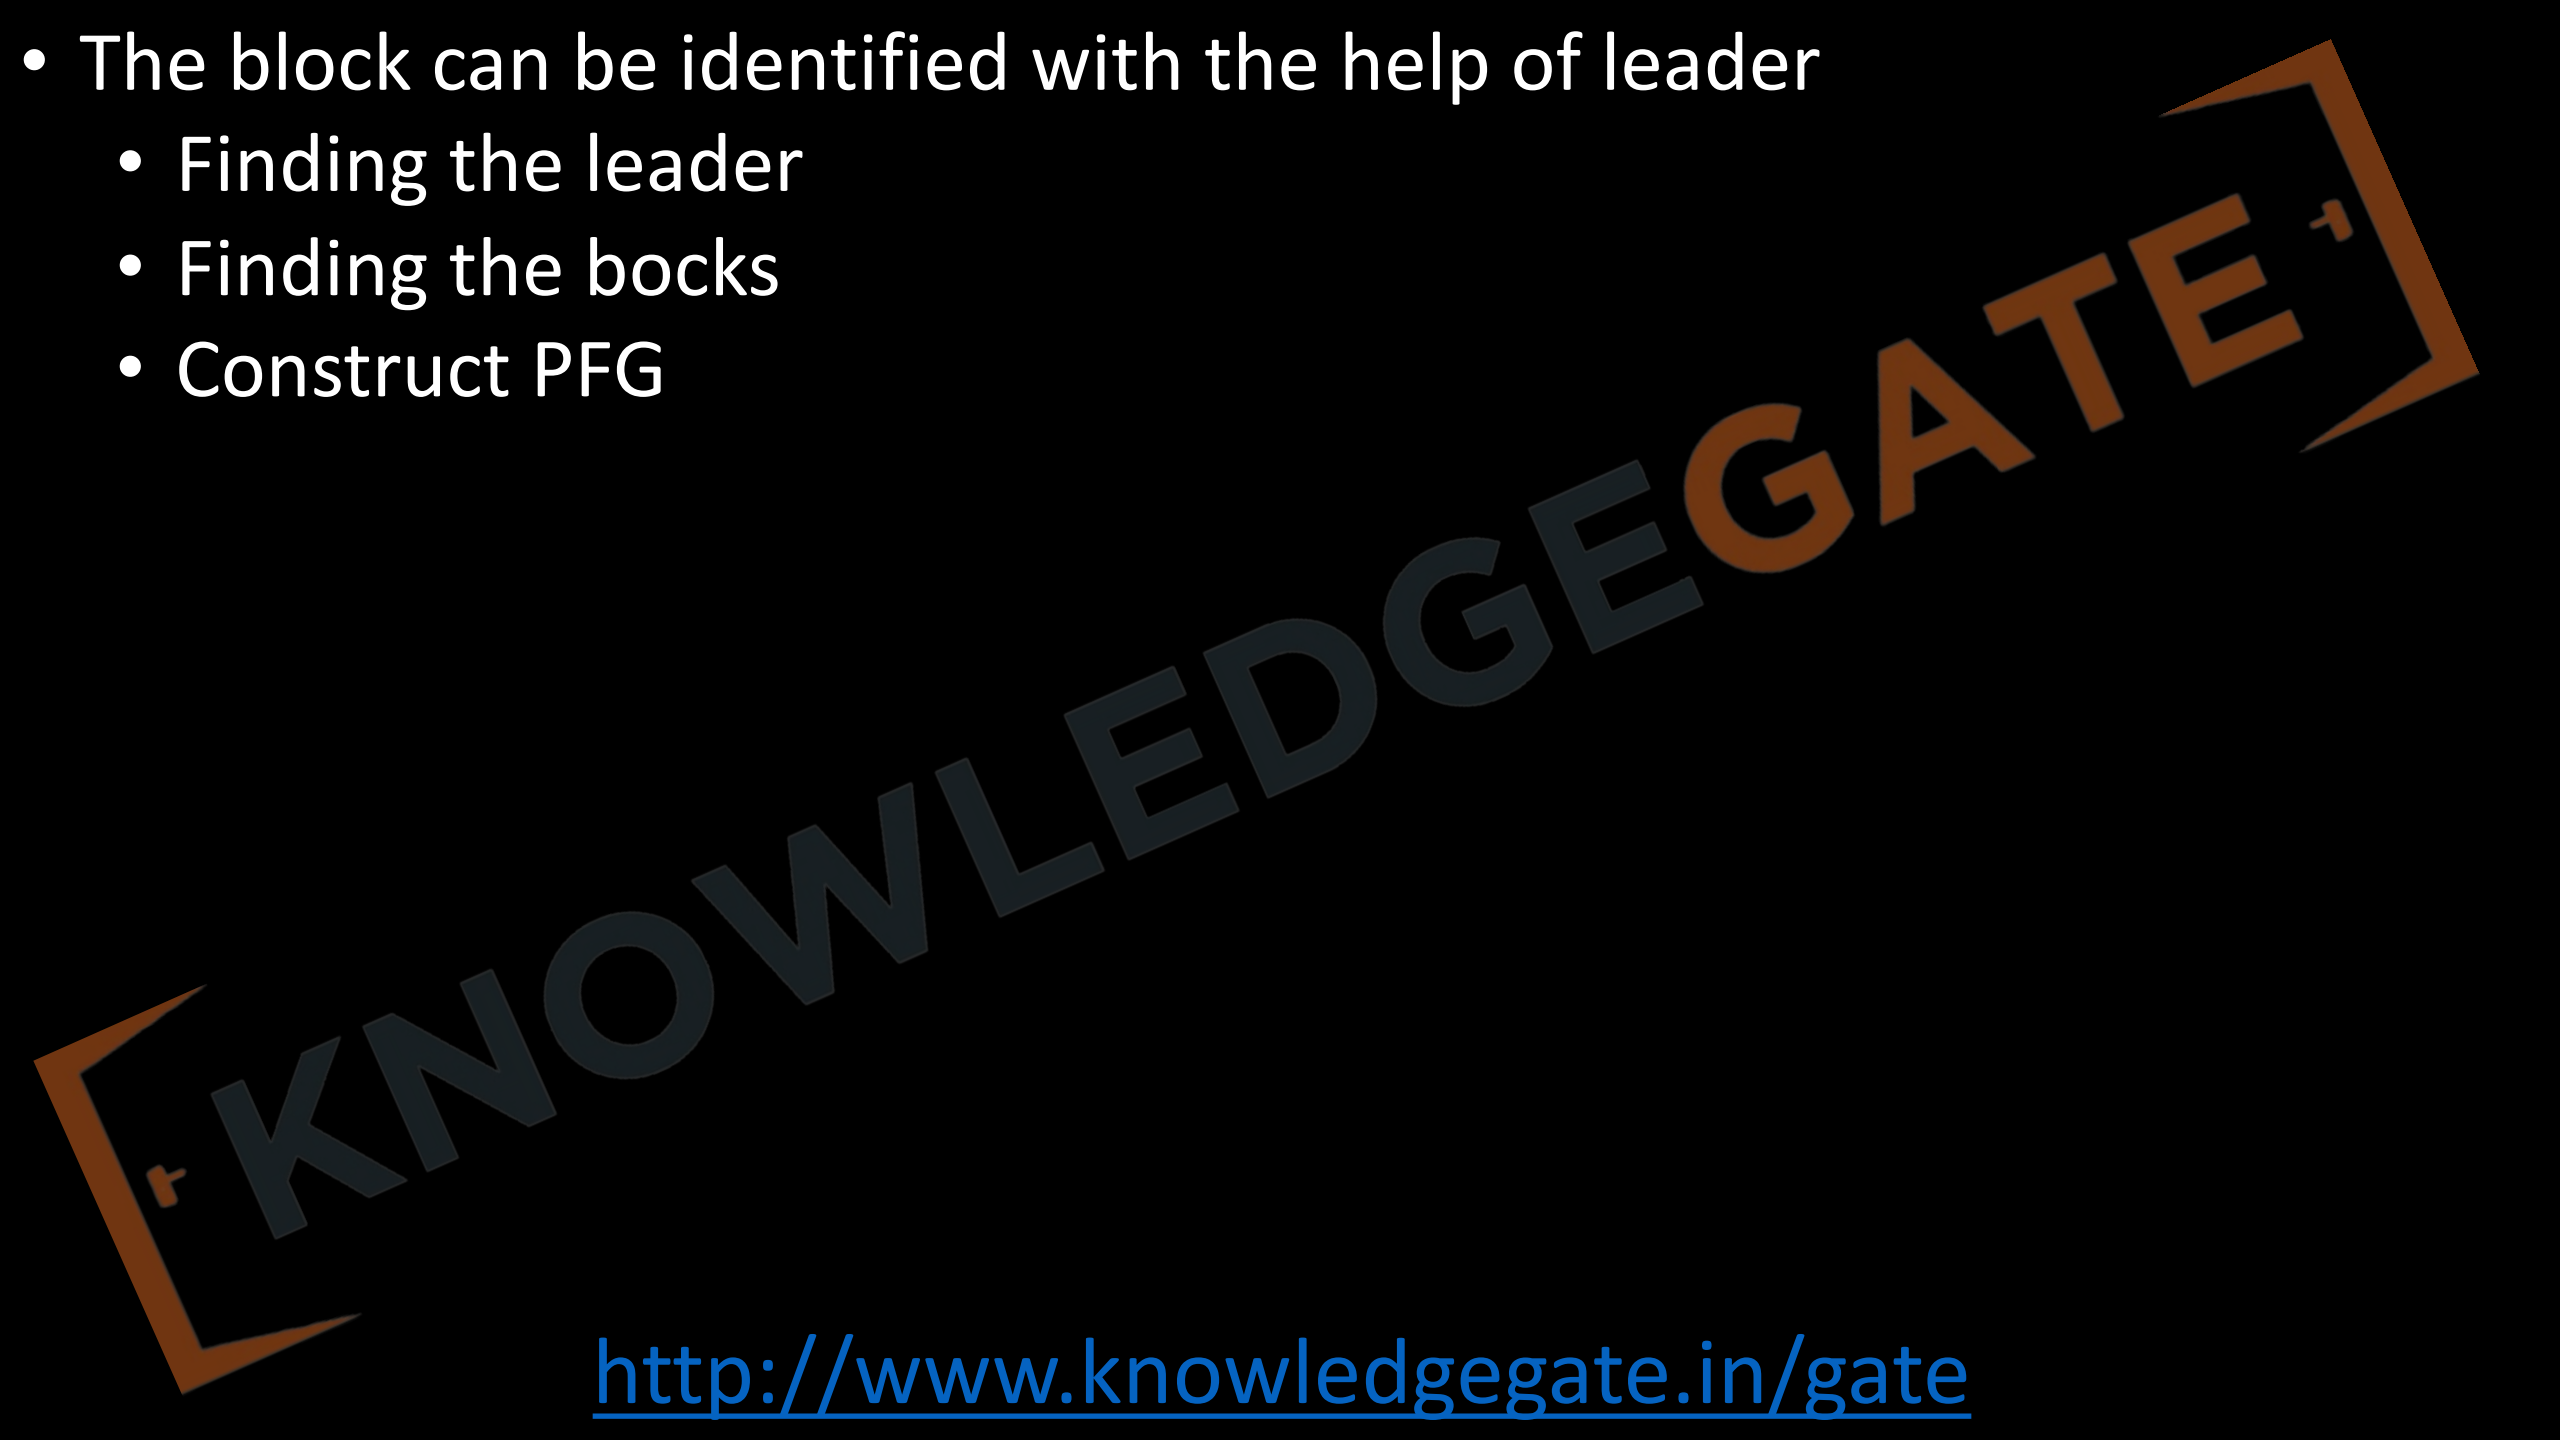 • The block can be identified with the help of leader
• Finding the leader
• Finding the bocks
• Construct PFG
KNOWLEDGEGATE
http://www.knowledgegate.in/gate